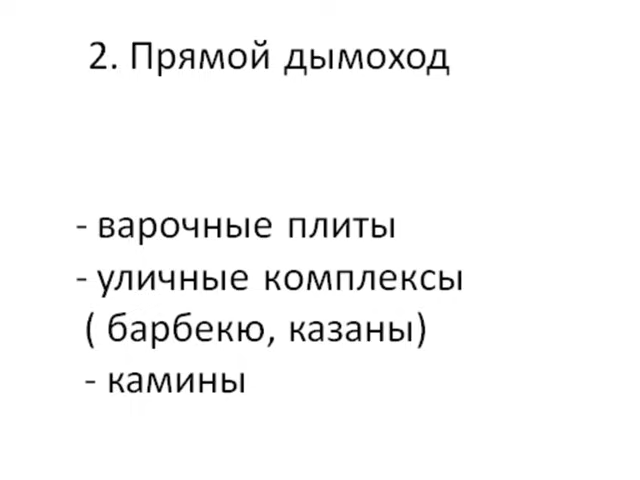 2. Прямой дымоход
- варочные плиты
- уличные комплексы
( барбекю, казаны)
- камины